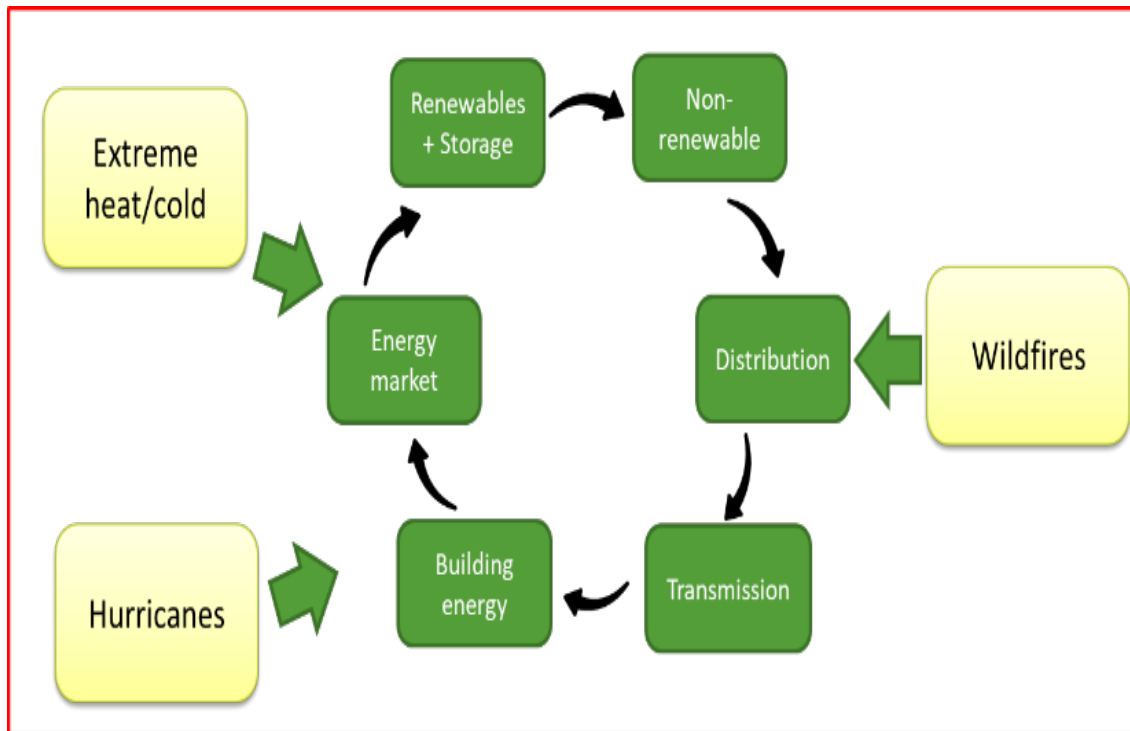 Renewables
+ Storage
Non-
renewable
Extreme
heat/cold
Energy
market
Distribution
Wildfires
Building
energy
Transmission
Hurricanes